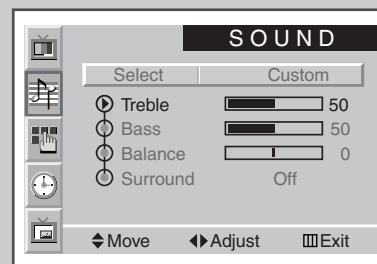 SOUND
Select Custom
Treble 50
Bass 50
Balance 0
Surround Off
Move Adjust Exit